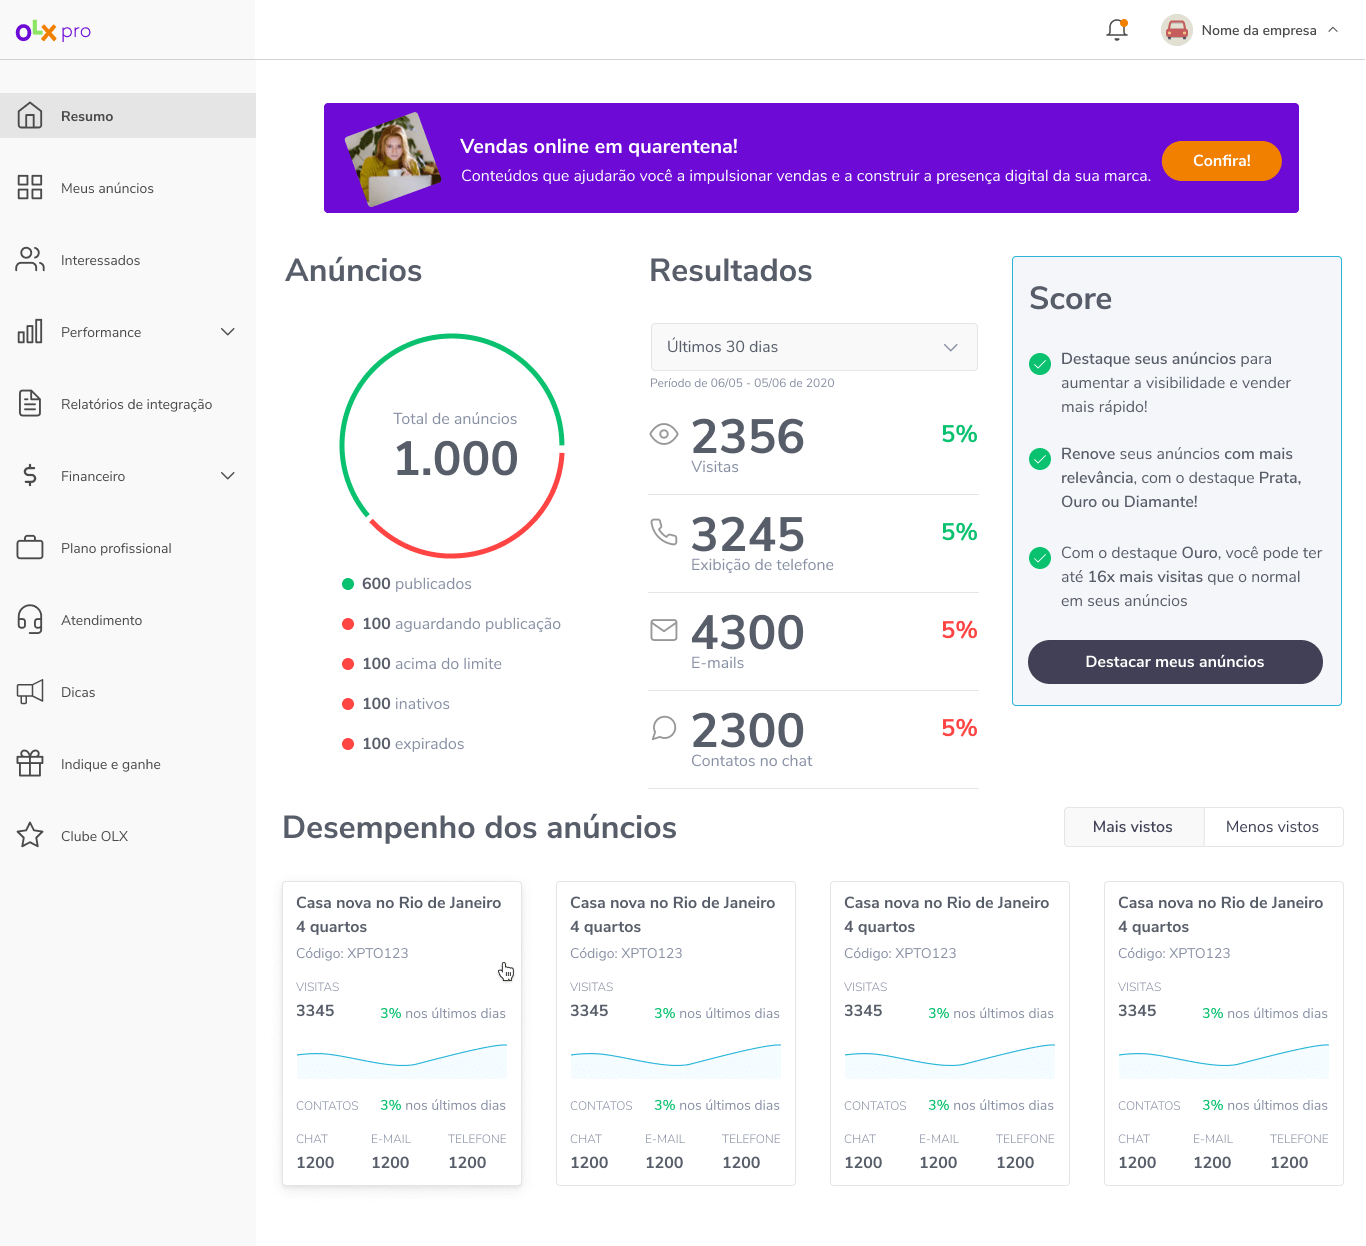 OLX pro
Nome da empresa
Resumo
Meus anúncios
Interessados
Performance
Relatórios de integração
Financeiro
Plano profissional
Atendimento
Dicas
Indique e ganhe
Clube OLX
Vendas online em quarentena!
Conteúdos que ajudarão você a impulsionar vendas e a construir a presença digital da sua marca.
Confira!
Anúncios
Total de anúncios
1.000
600 publicados
100 aguardando publicação
100 acima do limite
100 inativos
100 expirados
Resultados
Últimos 30 dias
Período de 06/05 - 05/06 de 2020
2356 5%
Visitas
3245 5%
Exibição de telefone
4300 5%
E-mails
2300 5%
Contatos no chat
Score
Destaque seus anúncios para
aumentar a visibilidade e vender
mais rápido!
Renove seus anúncios com mais
relevância, com o destaque Prata,
Ouro ou Diamante!
Com o destaque Ouro, você pode ter
até 16x mais visitas que o normal
em seus anúncios
Destacar meus anúncios
Desempenho dos anúncios
Mais vistos
Menos vistos
Casa nova no Rio de Janeiro
4 quartos
Código: XPTO123
VISITAS
3345 3% nos últimos dias
CONTATOS 3% nos últimos dias
CHAT E-MAIL TELEFONE
1200 1200 1200
Casa nova no Rio de Janeiro
4 quartos
Código: XPTO123
VISITAS
3345 3% nos últimos dias
CONTATOS 3% nos últimos dias
CHAT E-MAIL TELEFONE
1200 1200 1200
Casa nova no Rio de Janeiro
4 quartos
Código: XPTO123
VISITAS
3345 3% nos últimos dias
CONTATOS 3% nos últimos dias
CHAT E-MAIL TELEFONE
1200 1200 1200
Casa nova no Rio de Janeiro
4 quartos
Código: XPTO123
VISITAS
3345 3% nos últimos dias
CONTATOS 3% nos últimos dias
CHAT E-MAIL TELEFONE
1200 1200 1200